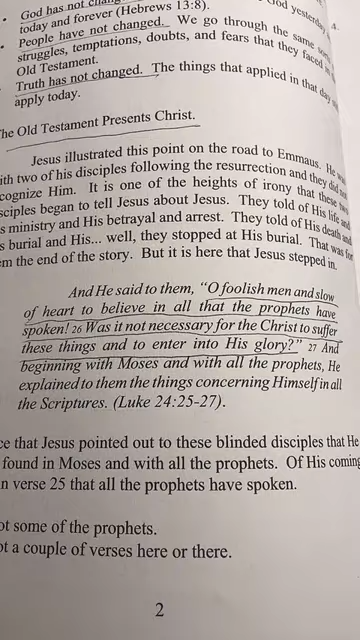 God has not chan
God yesterday,
today and forever (Hebrews 13:8).
4.
• People have not changed. We go through the same
struggles, temptations, doubts, and fears that they faced in
Old Testament.
Truth has not changed. The things that applied in that day
apply today.
The Old Testament Presents Christ.
Jesus illustrated this point on the road to Emmaus. He
ith two of his disciples following the resurrection and they did
cognize Him. It is one of the heights of irony that these
sciples began to tell Jesus about Jesus. They told of His life and
s ministry and His betrayal and arrest. They told of His death and
s burial and His... well, they stopped at His burial. That was for
em the end of the story. But it is here that Jesus stepped in.
And He said to them, “O foolish men and slow
of heart to believe in all that the prophets have
spoken! 26 Was it not necessary for the Christ to suffer
these things and to enter into His glory?” 27 And
beginning with Moses and with all the prophets, He
explained to them the things concerning Himself in all
the Scriptures. (Luke 24:25-27).
ce that Jesus pointed out to these blinded disciples that He
found in Moses and with all the prophets. Of His coming
n verse 25 that all the prophets have spoken.
ot some of the prophets.
ot a couple of verses here or there.
2